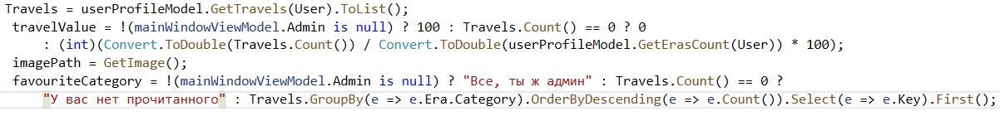 Travels = userProfileModel.GetTravels(User).ToList();
travelValue = !(mainWindowViewModel.Admin is null) ? 100 : Travels.Count() == 0 ? 0
: (int)(Convert.ToDouble(Travels.Count()) / Convert.ToDouble(userProfileModel.GetErasCount(User)) * 100);
imagePath = GetImage();
favouriteCategory = !(mainWindowViewModel.Admin is null) ? "Все, ты ж админ" : Travels.Count() == 0 ?
"У вас нет прочитанного" : Travels.GroupBy(e => e.Era.Category).OrderByDescending(e => e.Count()).Select(e => e.Key).First();